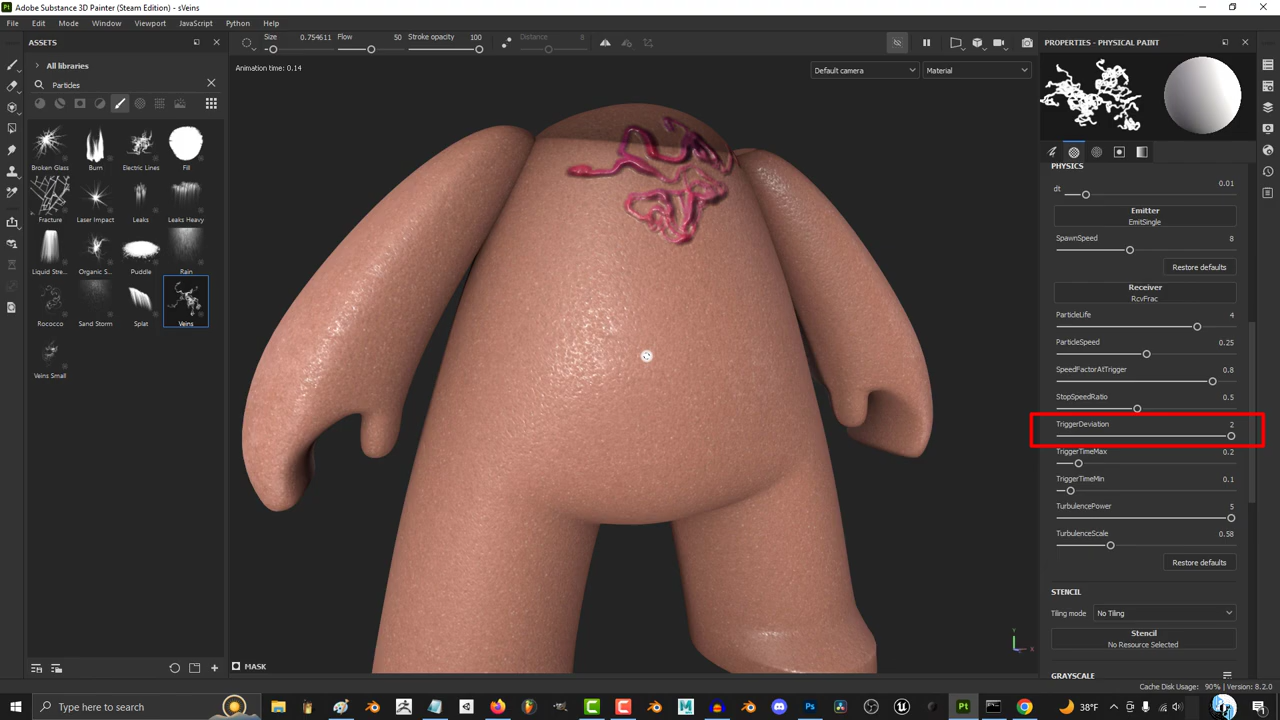 Pt Adobe Substance 3D Painter (Steam Edition) - sVeins
File Edit Mode Window Viewport JavaScript Python Help
ASSETS
All libraries
Particles
Broken Glass Burn Electric Lines Fill
Fracture Laser Impact Leaks Leaks Heavy
Liquid Stre... Organic S... Puddle Rain
Rococco Sand Storm Splat Veins
Veins Small
Size 0.754611 Flow 50 Stroke opacity 100 Distance 8
Animation time: 0.14
Default camera Material
MASK
Y
X
PROPERTIES - PHYSICAL PAINT
PHYSICS
dt 0.01
Emitter
EmitSingle
SpawnSpeed 8
Restore defaults
Receiver
RcvFrac
ParticleLife 4
ParticleSpeed 0.25
SpeedFactorAtTrigger 0.8
StopSpeedRatio 0.5
TriggerDeviation 2
TriggerTimeMax 0.2
TriggerTimeMin 0.1
TurbulencePower 5
TurbulenceScale 0.58
Restore defaults
STENCIL
Tiling mode No Tiling
Stencil
No Resource Selected
GRAYSCALE
Cache Disk Usage: 90% | Version: 8.2.0
Type here to search
Ps
Pt
38°F